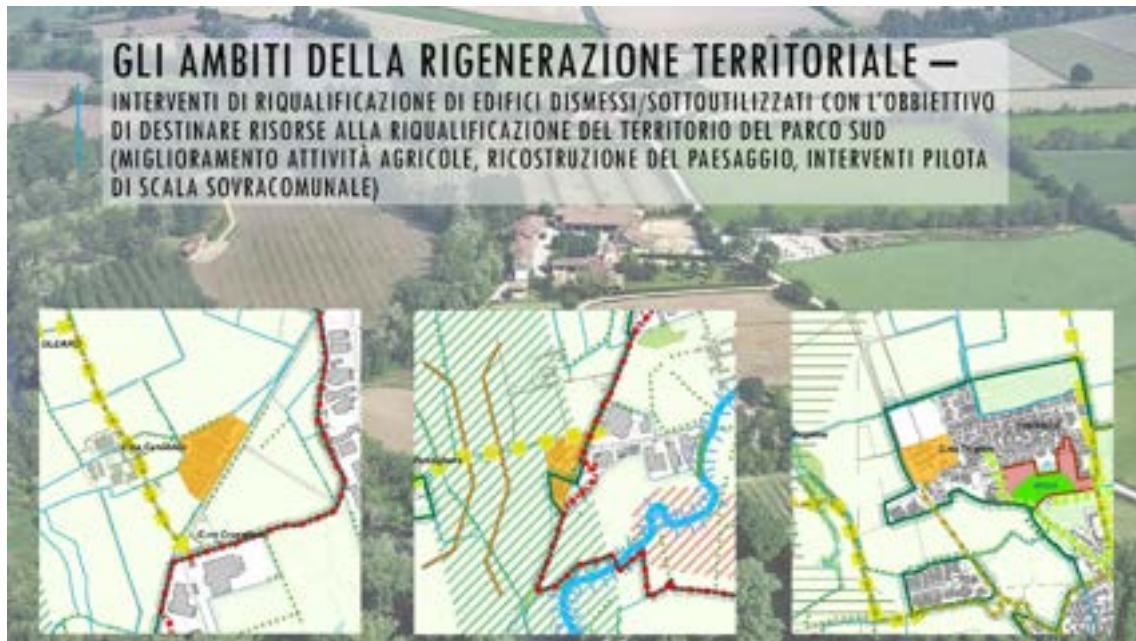 GLI AMBITI DELLA RIGENERAZIONE TERRITORIALE –
INTERVENTI DI RIQUALIFICAZIONE DI EDIFICI DISMESSI/SOTTOUTILIZZATI CON L'OBBIETTIVO
DI DESTINARE RISORSE ALLA RIQUALIFICAZIONE DEL TERRITORIO DEL PARCO SUD
(MIGLIORAMENTO ATTIVITÀ AGRICOLE, RICOSTRUZIONE DEL PAESAGGIO, INTERVENTI PILOTA
DI SCALA SOVRACOMUNALE)